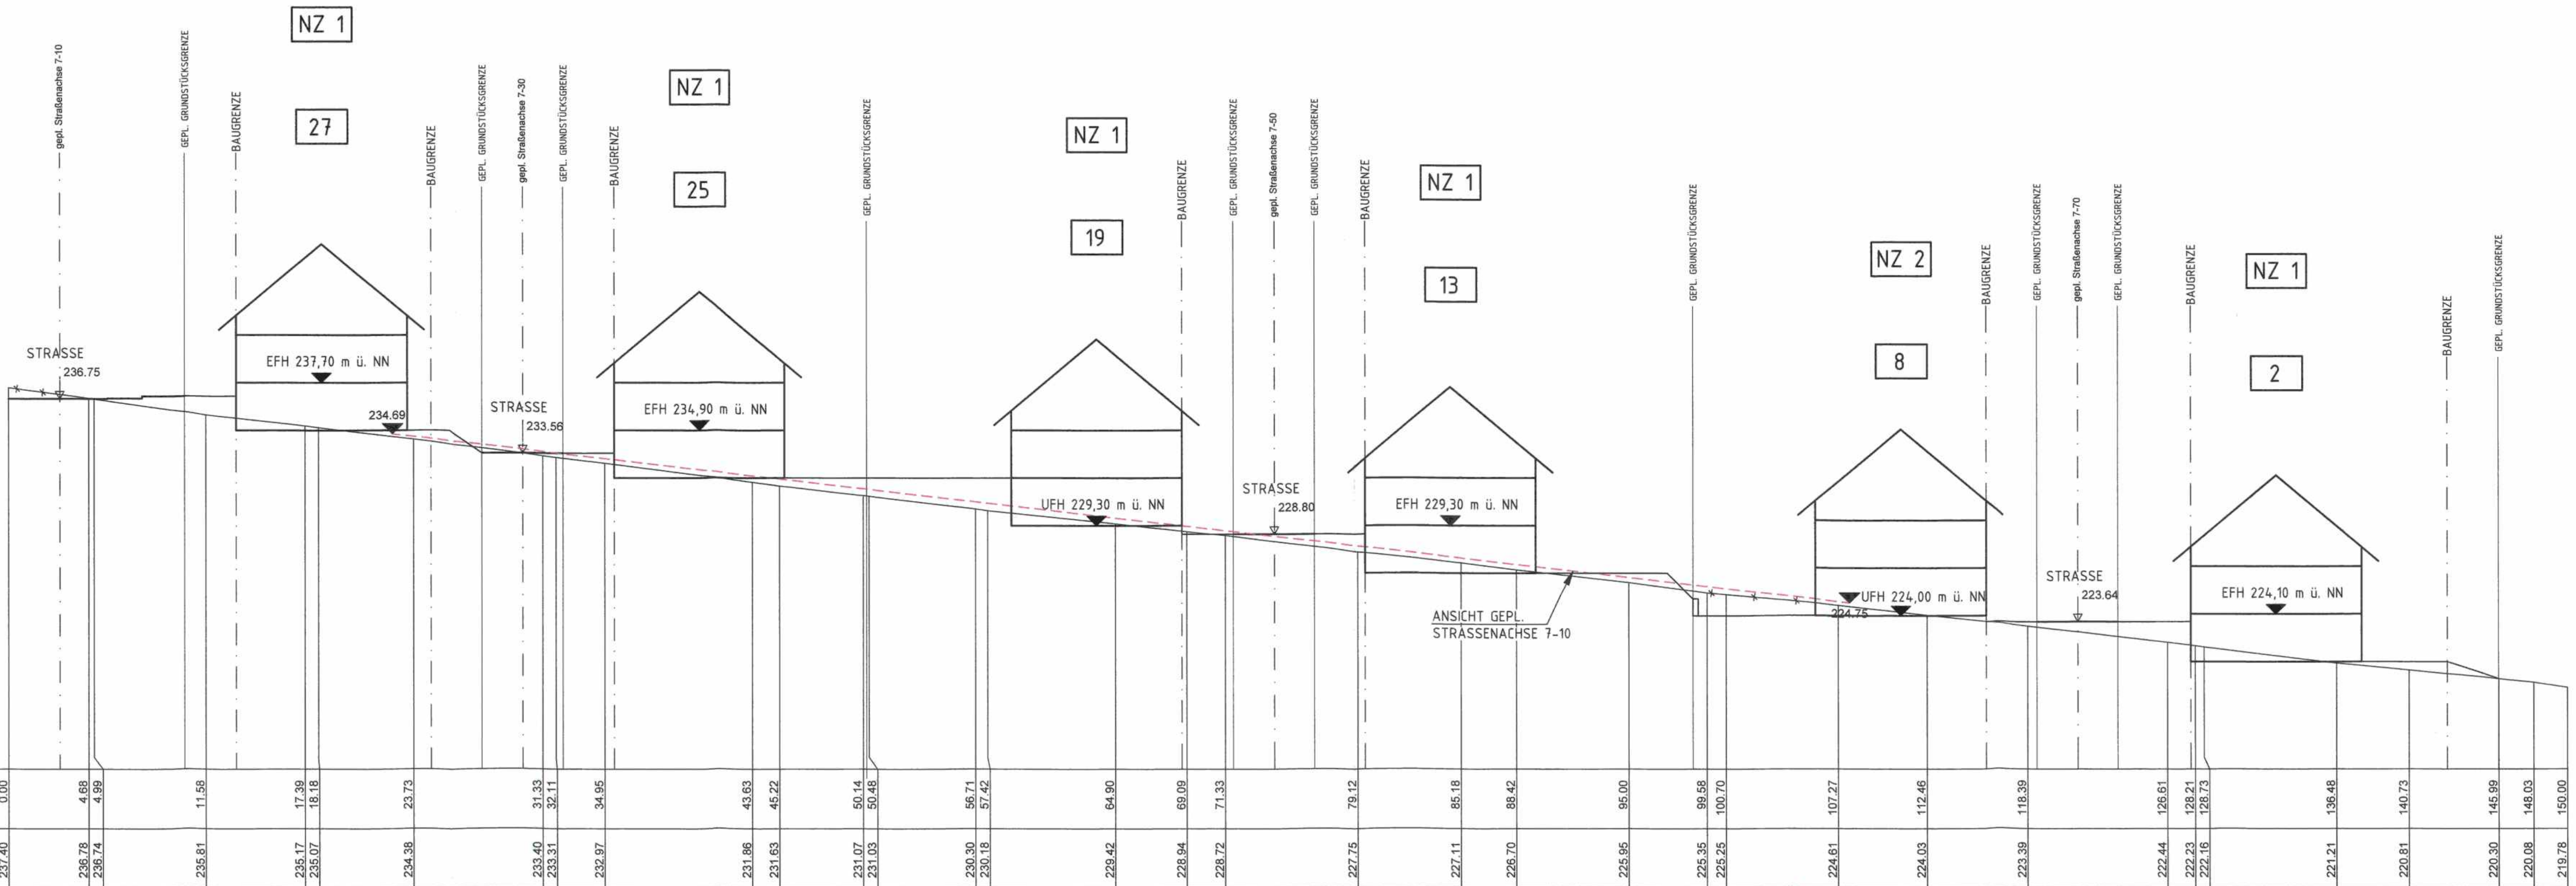 NZ 1
27
NZ 1
25
NZ 1
19
NZ 1
13
NZ 2
8
NZ 1
2
gepl. Straßenachse 7-10
GEPL. GRUNDSTÜCKSGRENZE
BAUGRENZE
BAUGRENZE
GEPL. GRUNDSTÜCKSGRENZE
gepl. Straßenachse 7-30
GEPL. GRUNDSTÜCKSGRENZE
BAUGRENZE
GEPL. GRUNDSTÜCKSGRENZE
BAUGRENZE
GEPL. GRUNDSTÜCKSGRENZE
gepl. Straßenachse 7-50
GEPL. GRUNDSTÜCKSGRENZE
BAUGRENZE
GEPL. GRUNDSTÜCKSGRENZE
BAUGRENZE
GEPL. GRUNDSTÜCKSGRENZE
gepl. Straßenachse 7-70
GEPL. GRUNDSTÜCKSGRENZE
BAUGRENZE
BAUGRENZE
GEPL. GRUNDSTÜCKSGRENZE
STRASSE
236.75
EFH 237,70 m ü. NN
234.69
STRASSE
233.56
EFH 234,90 m ü. NN
UFH 229,30 m ü. NN
STRASSE
228.80
EFH 229,30 m ü. NN
ANSICHT GEPL.
STRASSENACHSE 7-10
UFH 224,00 m ü. NN
224.75
STRASSE
223.64
EFH 224,10 m ü. NN
0.00
4.68
4.99
11.58
17.39
18.18
23.73
31.33
32.11
34.95
43.63
45.22
50.14
50.48
56.71
57.42
64.90
69.09
71.33
79.12
85.18
88.42
95.00
99.58
100.70
107.27
112.46
118.39
126.61
128.21
128.73
136.48
140.73
145.99
148.03
150.00
237.40
236.78
236.74
235.81
235.17
235.07
234.38
233.40
233.31
232.97
231.86
231.63
231.07
231.03
230.30
230.18
229.42
228.94
228.72
227.75
227.11
226.70
225.95
225.35
225.25
224.61
224.03
223.39
222.44
222.23
222.16
221.21
220.81
220.30
220.08
219.78